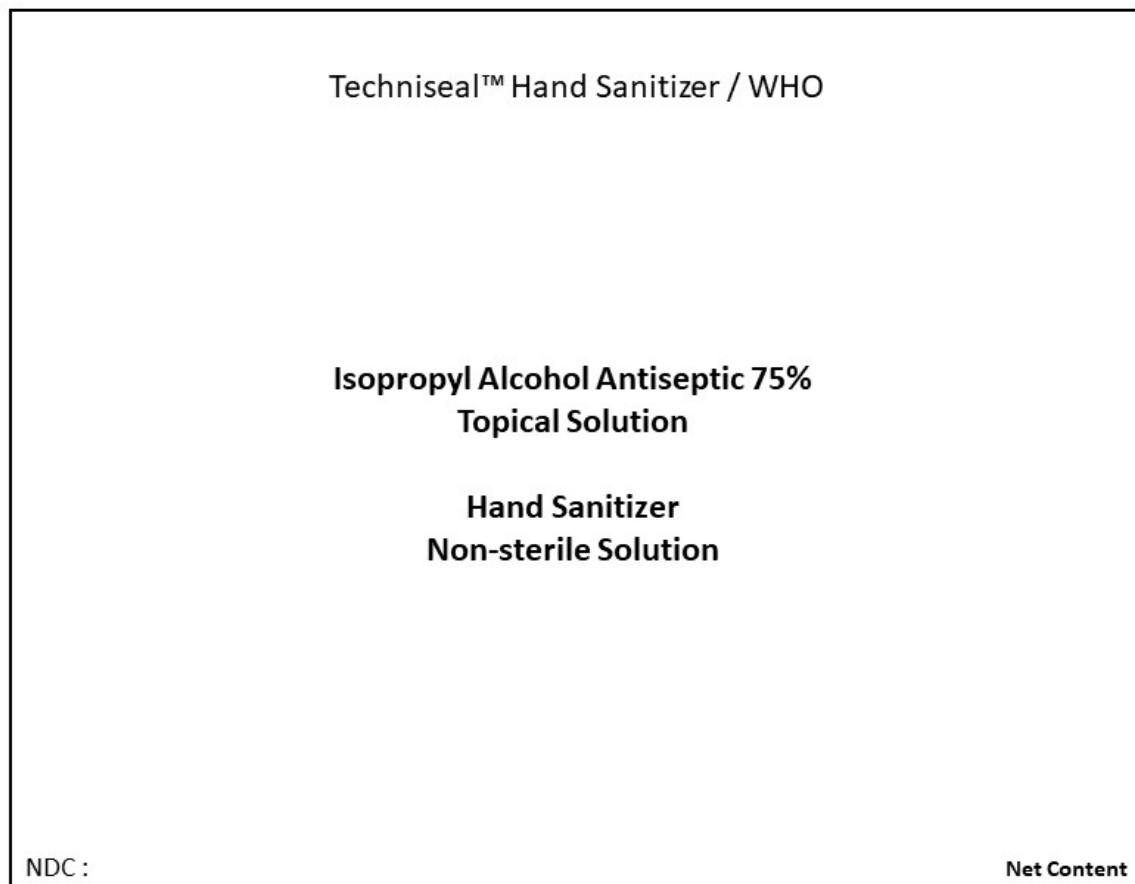 Techniseal™ Hand Sanitizer / WHO
Isopropyl Alcohol Antiseptic 75%
Topical Solution
Hand Sanitizer
Non-sterile Solution
NDC :
Net Content